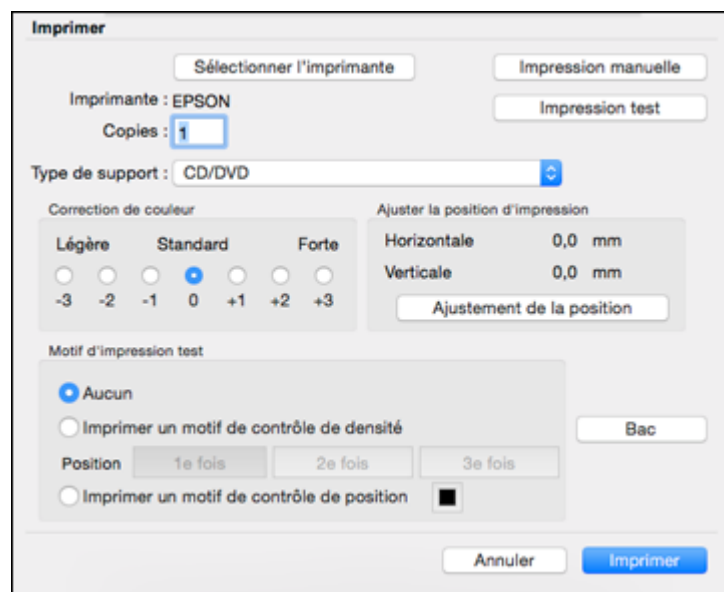 Imprimer
Sélectionner l'imprimante
Impression manuelle
Imprimante : EPSON
Impression test
Copies : 1
Type de support : CD/DVD
Correction de couleur
Ajuster la position d'impression
Légère Standard Forte
Horizontale 0,0 mm
-3 -2 -1 0 +1 +2 +3
Verticale 0,0 mm
Ajustement de la position
Motif d'impression test
Aucun
Imprimer un motif de contrôle de densité
Bac
Position 1e fois 2e fois 3e fois
Imprimer un motif de contrôle de position
Annuler Imprimer